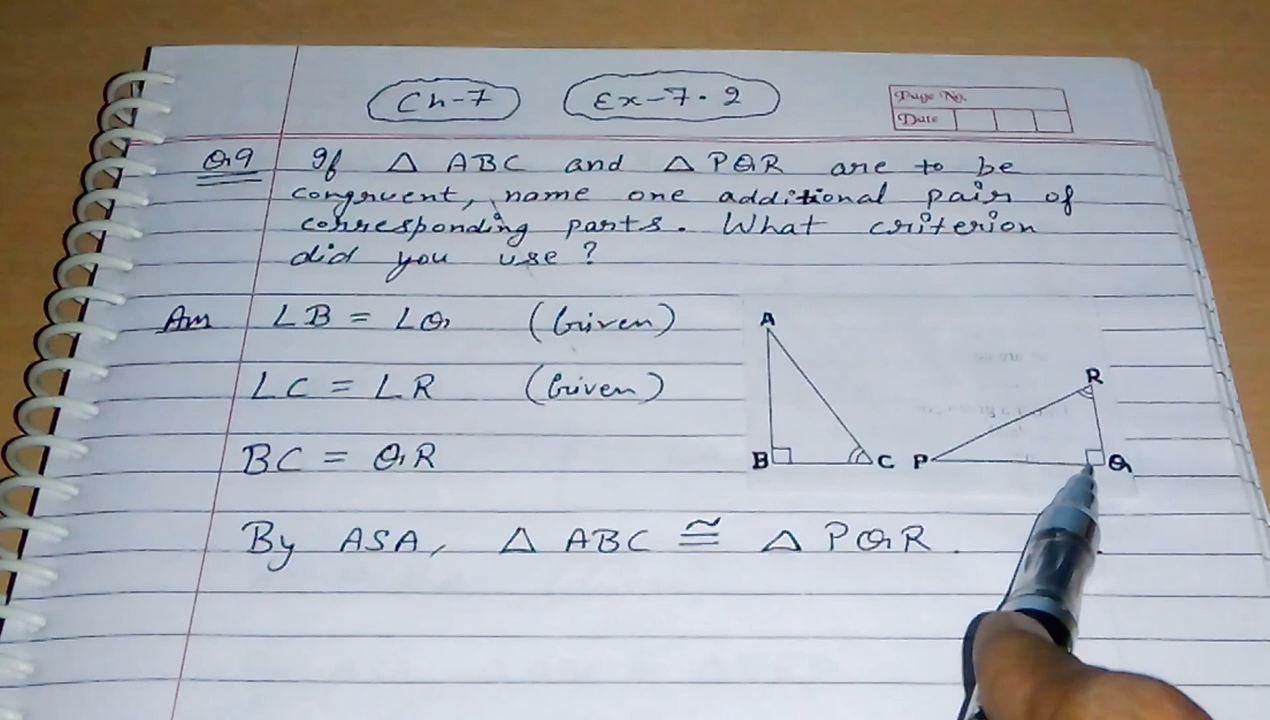 Ch-7 Ex-7.2
Page No.
Date
Q.9 If △ ABC and △ PQR are to be
congruent, name one additional pair of
corresponding parts. What criterion
did you use?
Ans ∠B = ∠Q (Given)
∠C = ∠R (Given)
BC = QR
By ASA, △ ABC ≅ △ PQR.
A
R
B C P Q